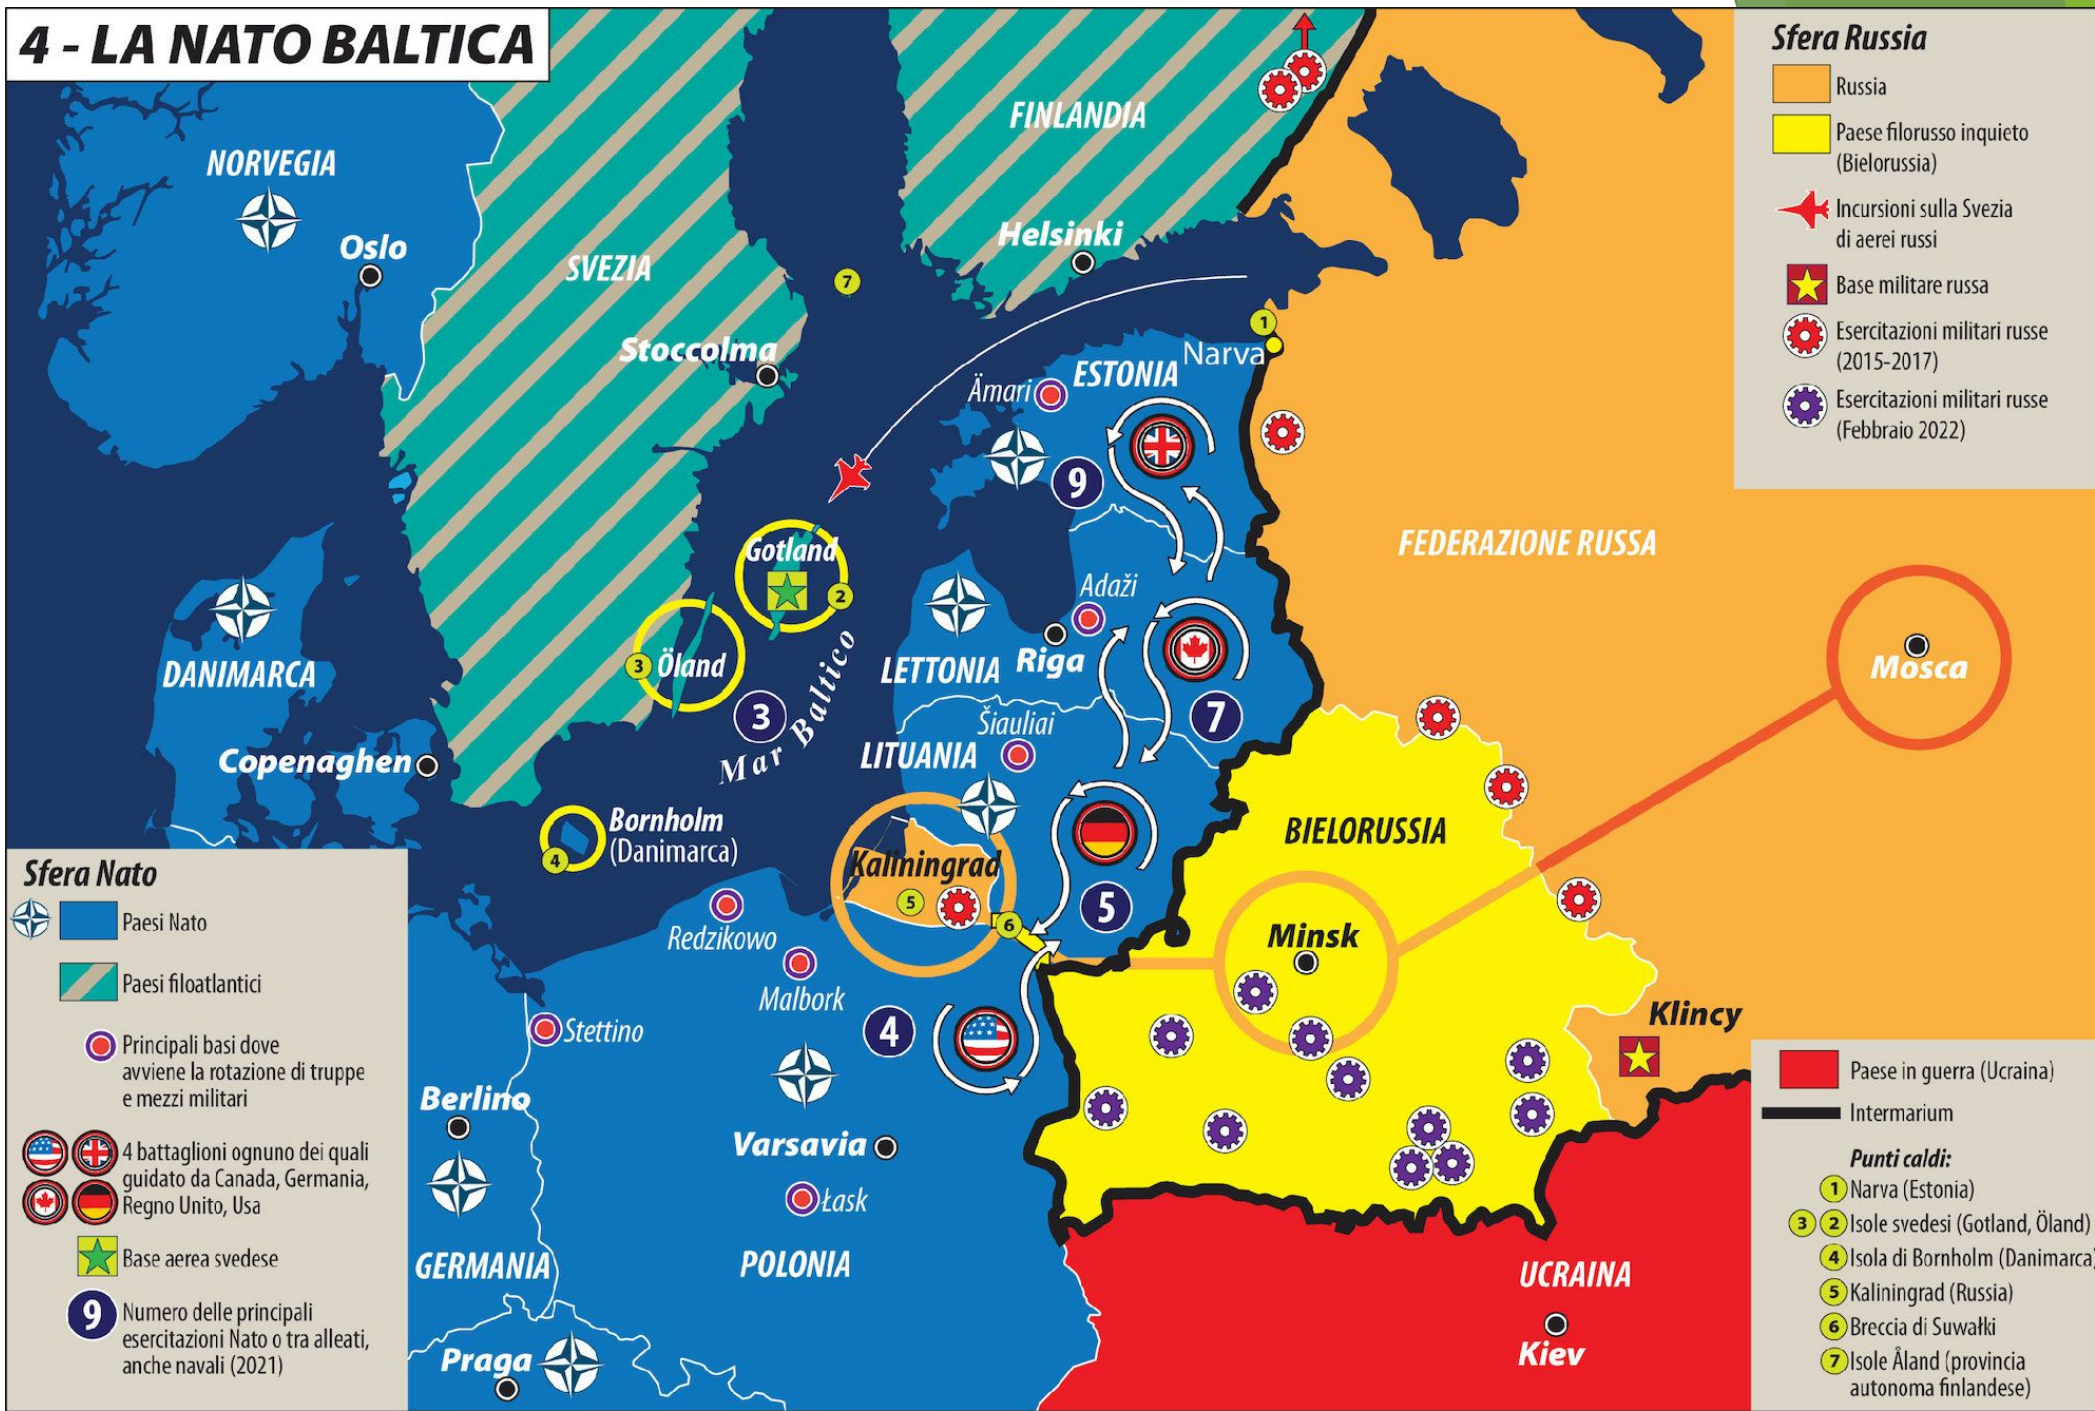 4 - LA NATO BALTICA
Sfera Russia
Russia
Paese filorusso inquieto
(Bielorussia)
Incursioni sulla Svezia
di aerei russi
Base militare russa
Esercitazioni militari russe
(2015-2017)
Esercitazioni militari russe
(Febbraio 2022)
NORVEGIA
Oslo
SVEZIA
Stoccolma
FINLANDIA
Helsinki
7
1
Narva
ESTONIA
Ämari
9
FEDERAZIONE RUSSA
Gotland
2
Öland
3
3
Mar Baltico
Adaži
Riga
LETTONIA
7
Mosca
DANIMARCA
Copenaghen
Šiauliai
LITUANIA
Bornholm
(Danimarca)
4
Kaliningrad
5
6
5
BIELORUSSIA
Minsk
Klincy
Redzikowo
Malbork
Stettino
4
Berlino
Varsavia
Łask
GERMANIA
POLONIA
Praga
UCRAINA
Kiev
Sfera Nato
Paesi Nato
Paesi filoatlantici
Principali basi dove
avviene la rotazione di truppe
e mezzi militari
4 battaglioni ognuno dei quali
guidato da Canada, Germania,
Regno Unito, Usa
Base aerea svedese
9 Numero delle principali
esercitazioni Nato o tra alleati,
anche navali (2021)
Paese in guerra (Ucraina)
Intermarium
Punti caldi:
1 Narva (Estonia)
3 2 Isole svedesi (Gotland, Öland)
4 Isola di Bornholm (Danimarca)
5 Kaliningrad (Russia)
6 Breccia di Suwałki
7 Isole Åland (provincia
autonoma finlandese)